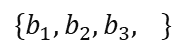 {b₁, b₂, b₃,   }